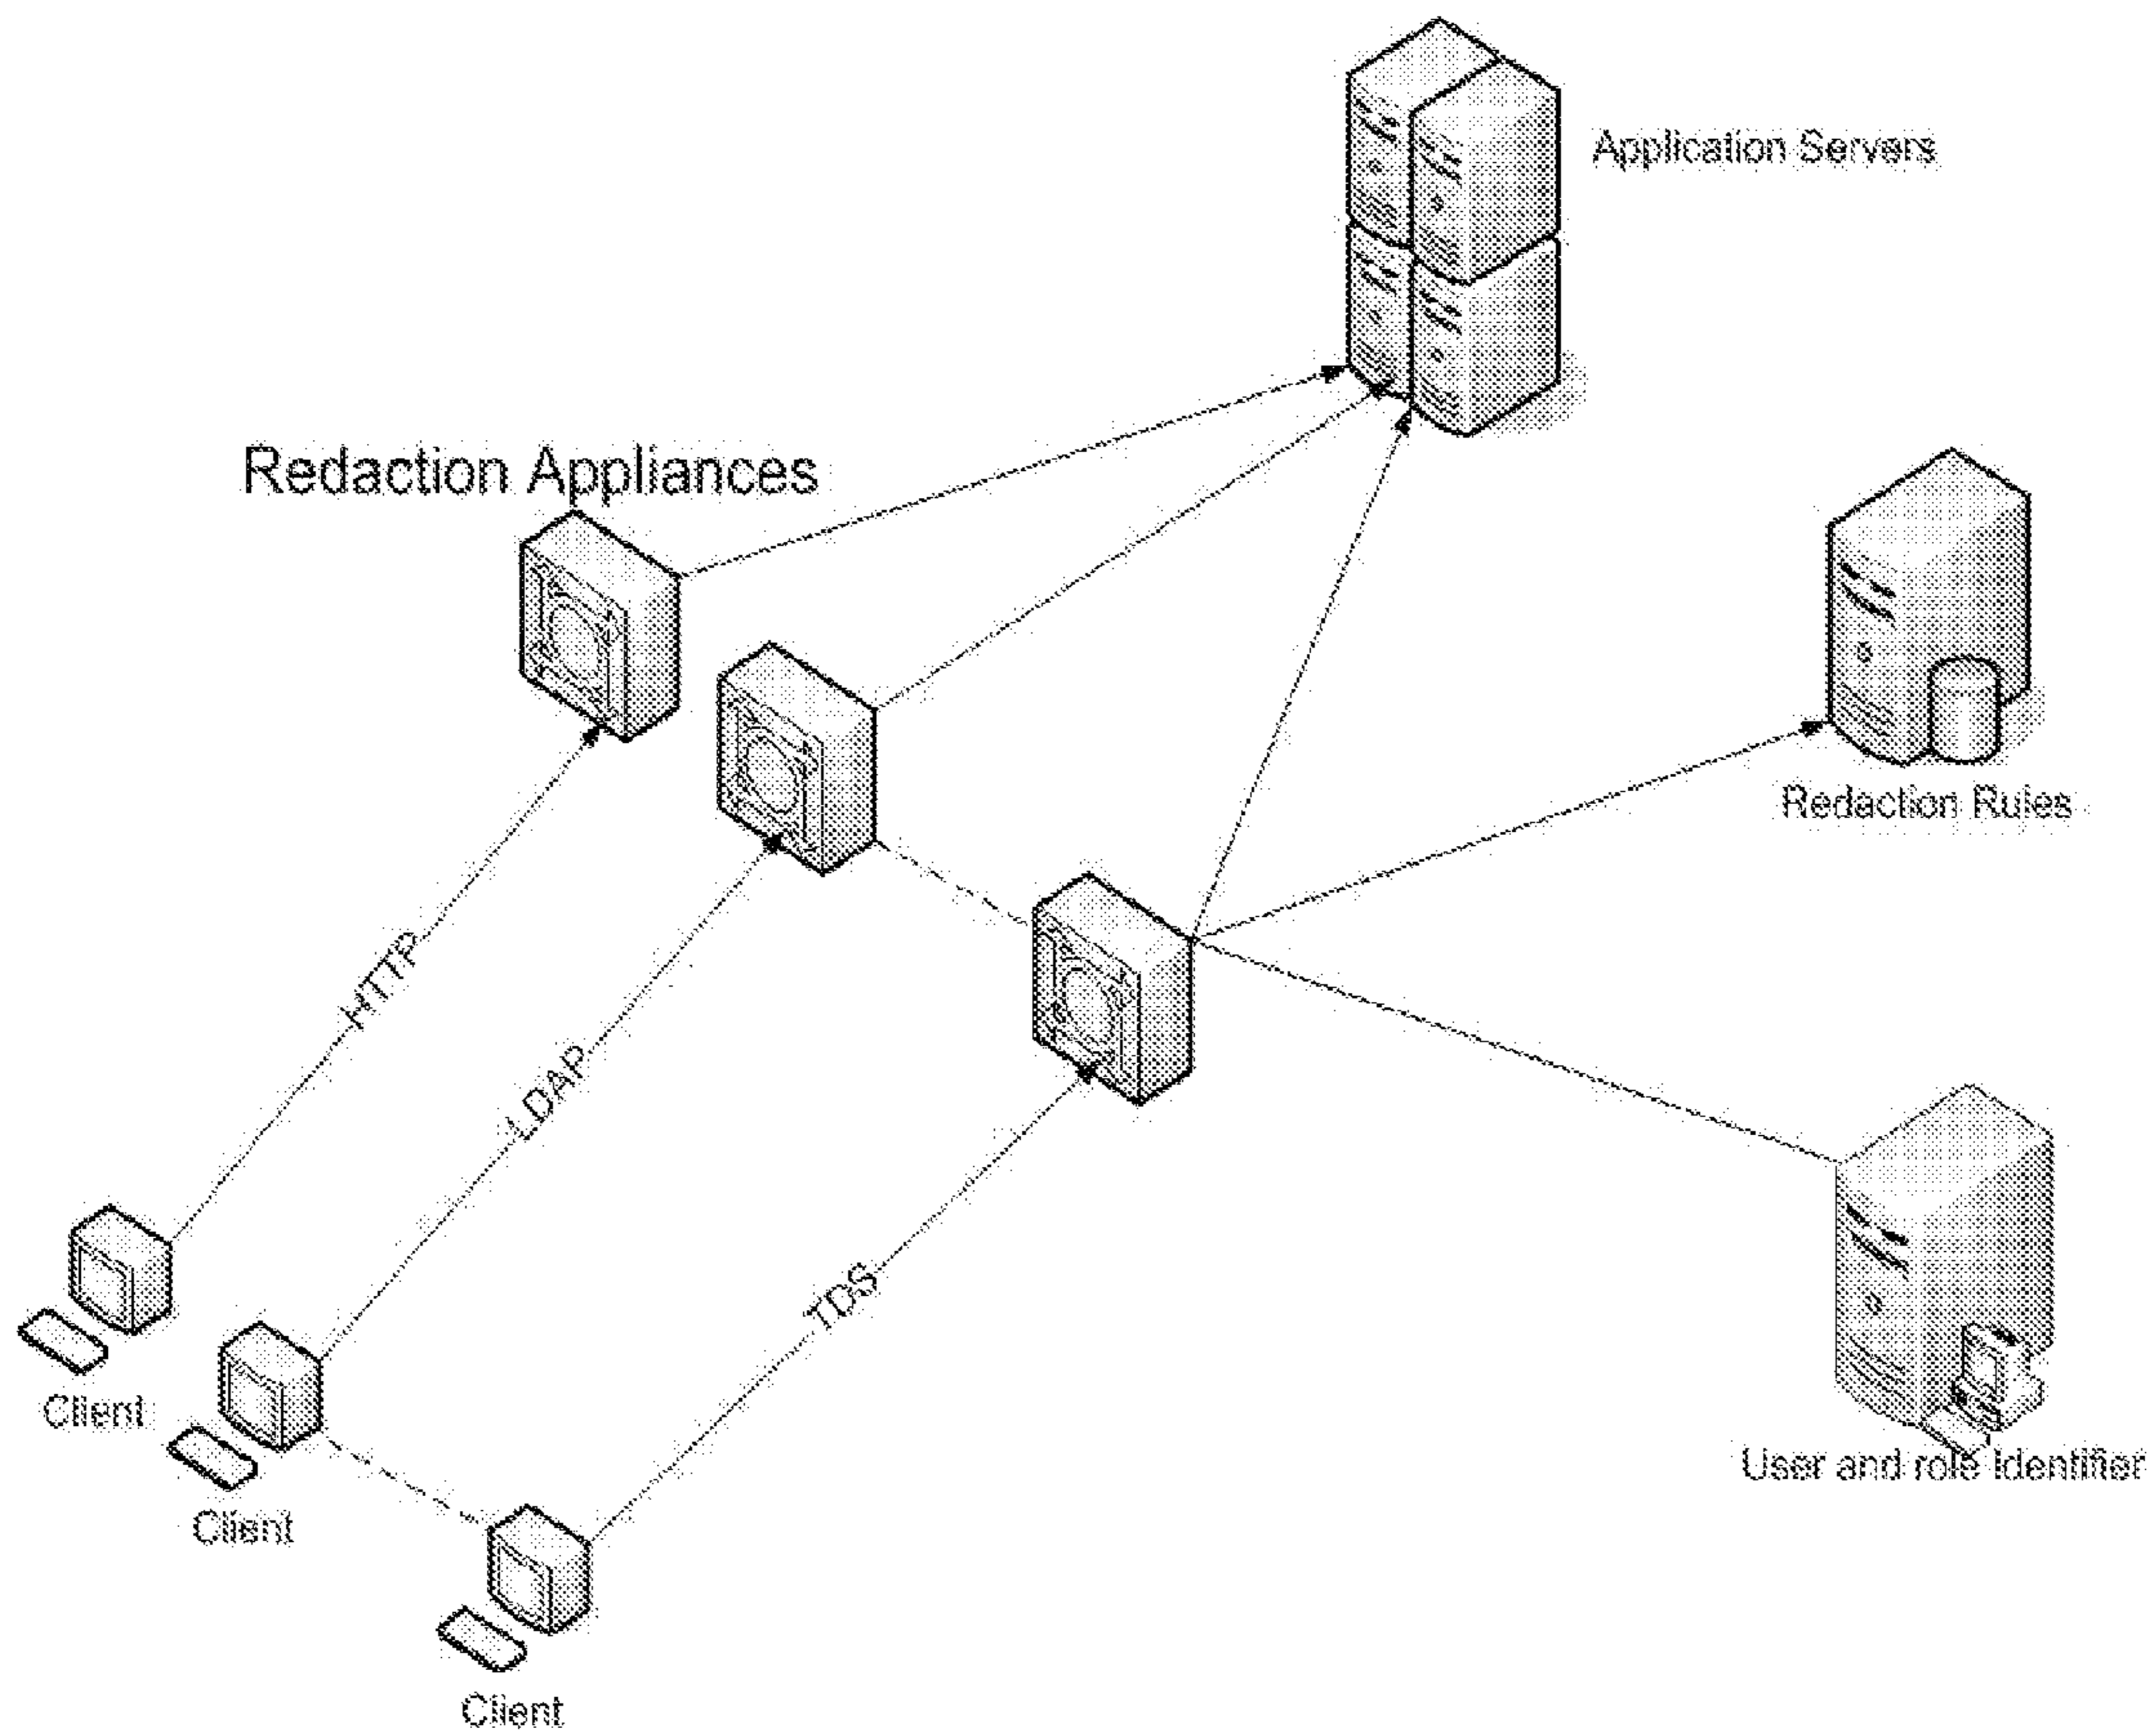 Application Servers
Redaction Appliances
Redaction Rules
HTTP
LDAP
TDS
Client
User and role Identifier
Client
Client